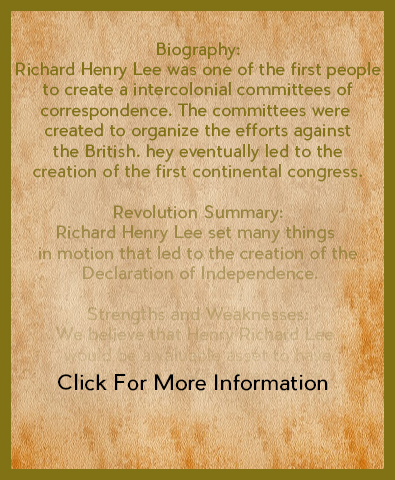 Biography:
Richard Henry Lee was one of the first people
to create a intercolonial committees of
correspondence. The committees were
created to organize the efforts against
the British. hey eventually led to the
creation of the first continental congress.
Revolution Summary:
Richard Henry Lee set many things
in motion that led to the creation of the
Declaration of Independence.
Strengths and Weaknesses:
We believe that Henry Richard Lee
would be a valuable asset to have
Click For More Information